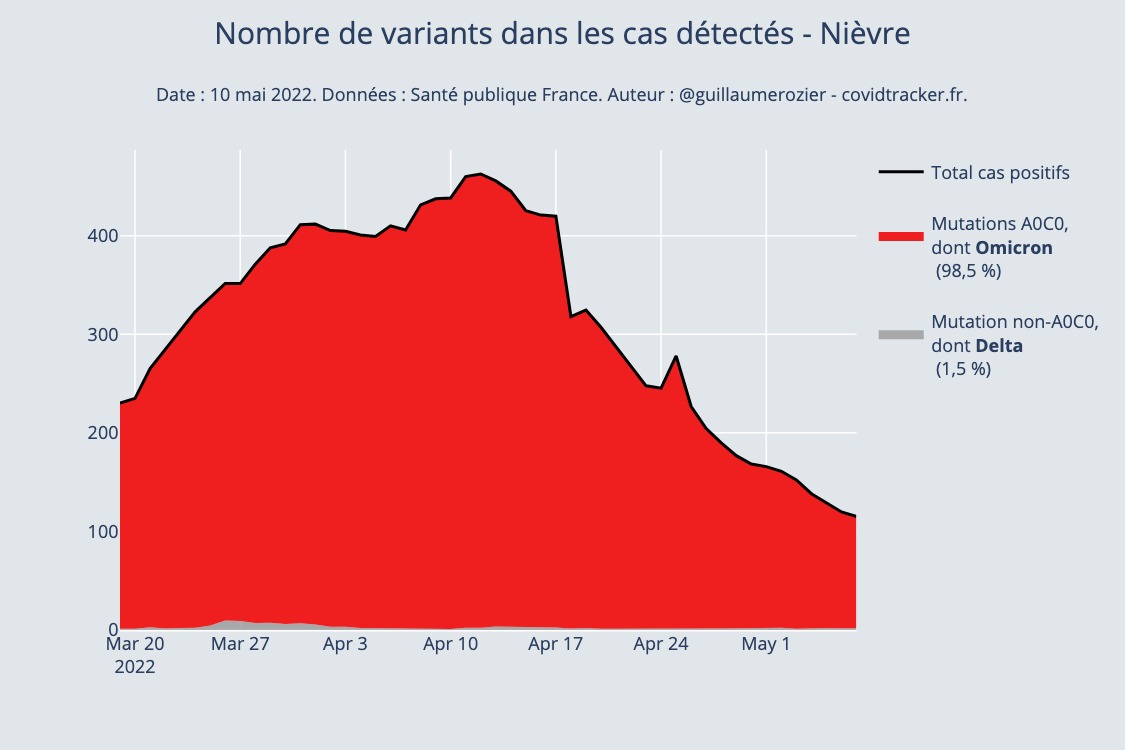 Nombre de variants dans les cas détectés - Nièvre
Date : 10 mai 2022. Données : Santé publique France. Auteur : @guillaumerozier - covidtracker.fr.
Total cas positifs
Mutations A0C0,
dont Omicron
(98,5 %)
Mutation non-A0C0,
dont Delta
(1,5 %)
400
300
200
100
0
Mar 20
2022
Mar 27
Apr 3
Apr 10
Apr 17
Apr 24
May 1